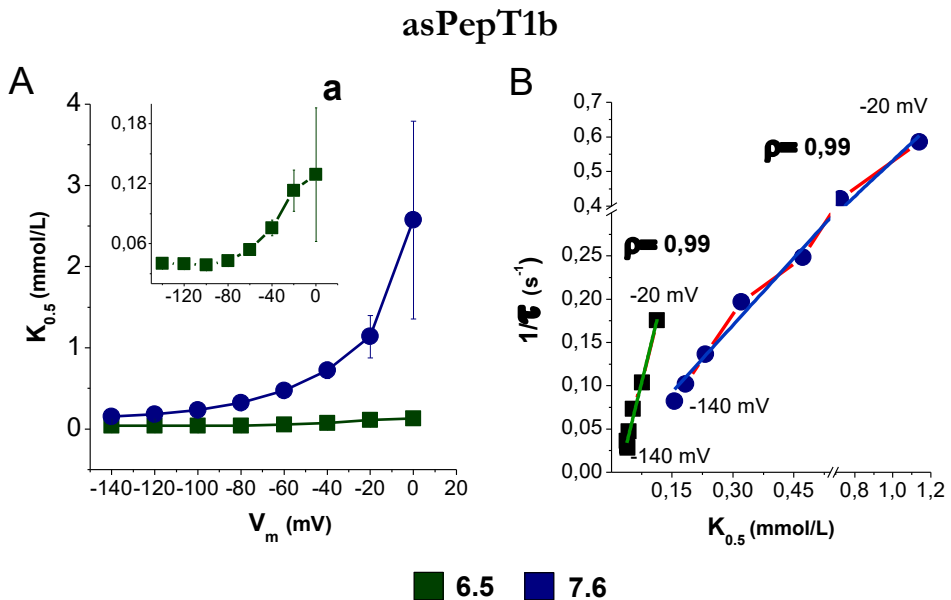 asPepT1b
A
a
4
3
2
1
0
K0.5 (mmol/L)
0,18
0,12
0,06
-120 -80 -40 0
-140 -120 -100 -80 -60 -40 -20 0 20
Vm (mV)
B
0,7
0,6
0,5
0,4
0,25
0,20
0,15
0,10
0,05
0,00
1/τ (s-1)
-20 mV
ρ= 0,99
ρ= 0,99
-20 mV
-140 mV
-140 mV
0,15 0,30 0,45 0,8 1,0 1,2
K0.5 (mmol/L)
6.5 7.6